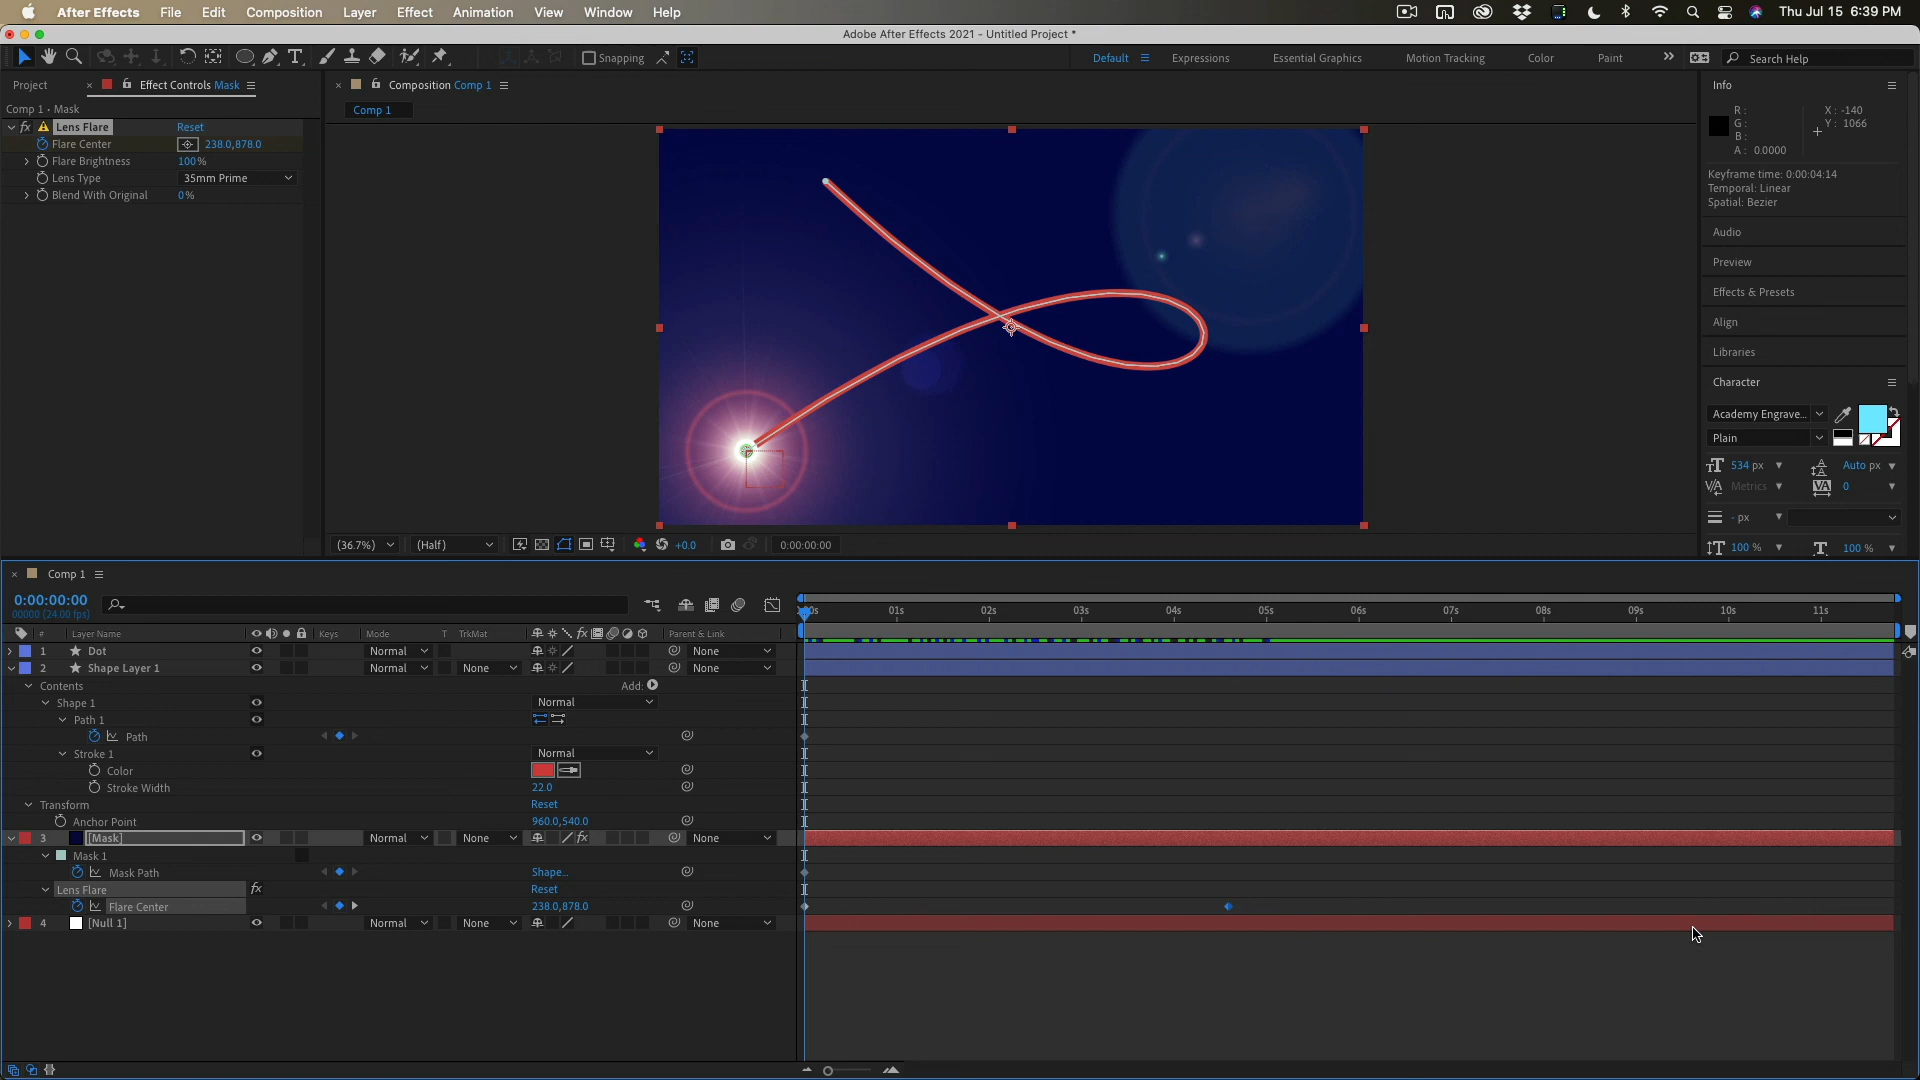 After Effects File Edit Composition Layer Effect Animation View Window Help Thu Jul 15 6:39 PM
Adobe After Effects 2021 - Untitled Project *
Snapping Default Expressions Essential Graphics Motion Tracking Color Paint Search Help
Project Effect Controls Mask Composition Comp 1 Info
Comp 1 • Mask Comp 1
R :
G :
B :
A : 0.0000
X : -140
Y : 1066
Lens Flare Reset
Flare Center 238.0,878.0
Flare Brightness 100%
Lens Type 35mm Prime
Blend With Original 0%
Keyframe time: 0:00:04:14
Temporal: Linear
Spatial: Bezier
Audio
Preview
Effects & Presets
Align
Libraries
Character
Academy Engrave...
Plain
534 px Auto px
Metrics 0
- px
100 % 100 %
(36.7%) (Half) +0.0 0:00:00:00
Comp 1
0:00:00:00
00000 (24.00 fps)
01s 02s 03s 04s 05s 06s 07s 08s 09s 10s 11s
# Layer Name Keys Mode T TrkMat Parent & Link
1 Dot Normal None
2 Shape Layer 1 Normal None None
Contents Add:
Shape 1 Normal
Path 1
Path
Stroke 1 Normal
Color
Stroke Width 22.0
Transform Reset
Anchor Point 960.0,540.0
3 [Mask] Normal None None
Mask 1
Mask Path Shape...
Lens Flare Reset
Flare Center 238.0,878.0
4 [Null 1] Normal None None